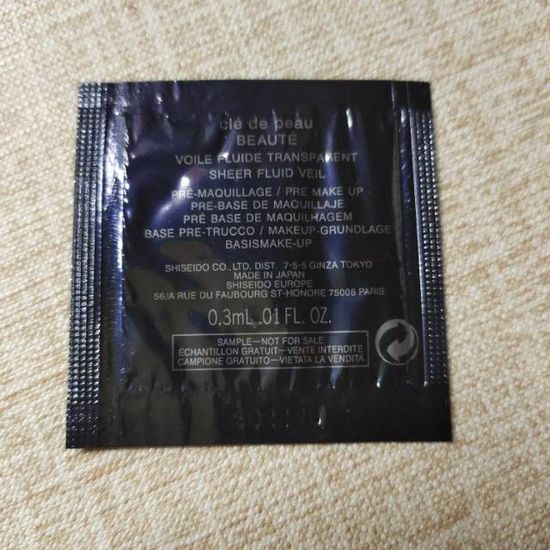 clé de peau
BEAUTÉ
VOILE FLUIDE TRANSPARENT
SHEER FLUID VEIL
PRÉ-MAQUILLAGE / PRE MAKE UP
PRE-BASE DE MAQUILLAJE
PRÉ BASE DE MAQUILHAGEM
BASE PRE-TRUCCO / MAKEUP-GRUNDLAGE
BASISMAKE-UP
SHISEIDO CO., LTD. DIST. 7-5-5 GINZA TOKYO
MADE IN JAPAN
SHISEIDO EUROPE
56/A RUE DU FAUBOURG ST-HONORE 75008 PARIS
0.3mL .01 FL. OZ.
SAMPLE—NOT FOR SALE
ECHANTILLON GRATUIT—VENTE INTERDITE
CAMPIONE GRATUITO—VIETATA LA VENDITA